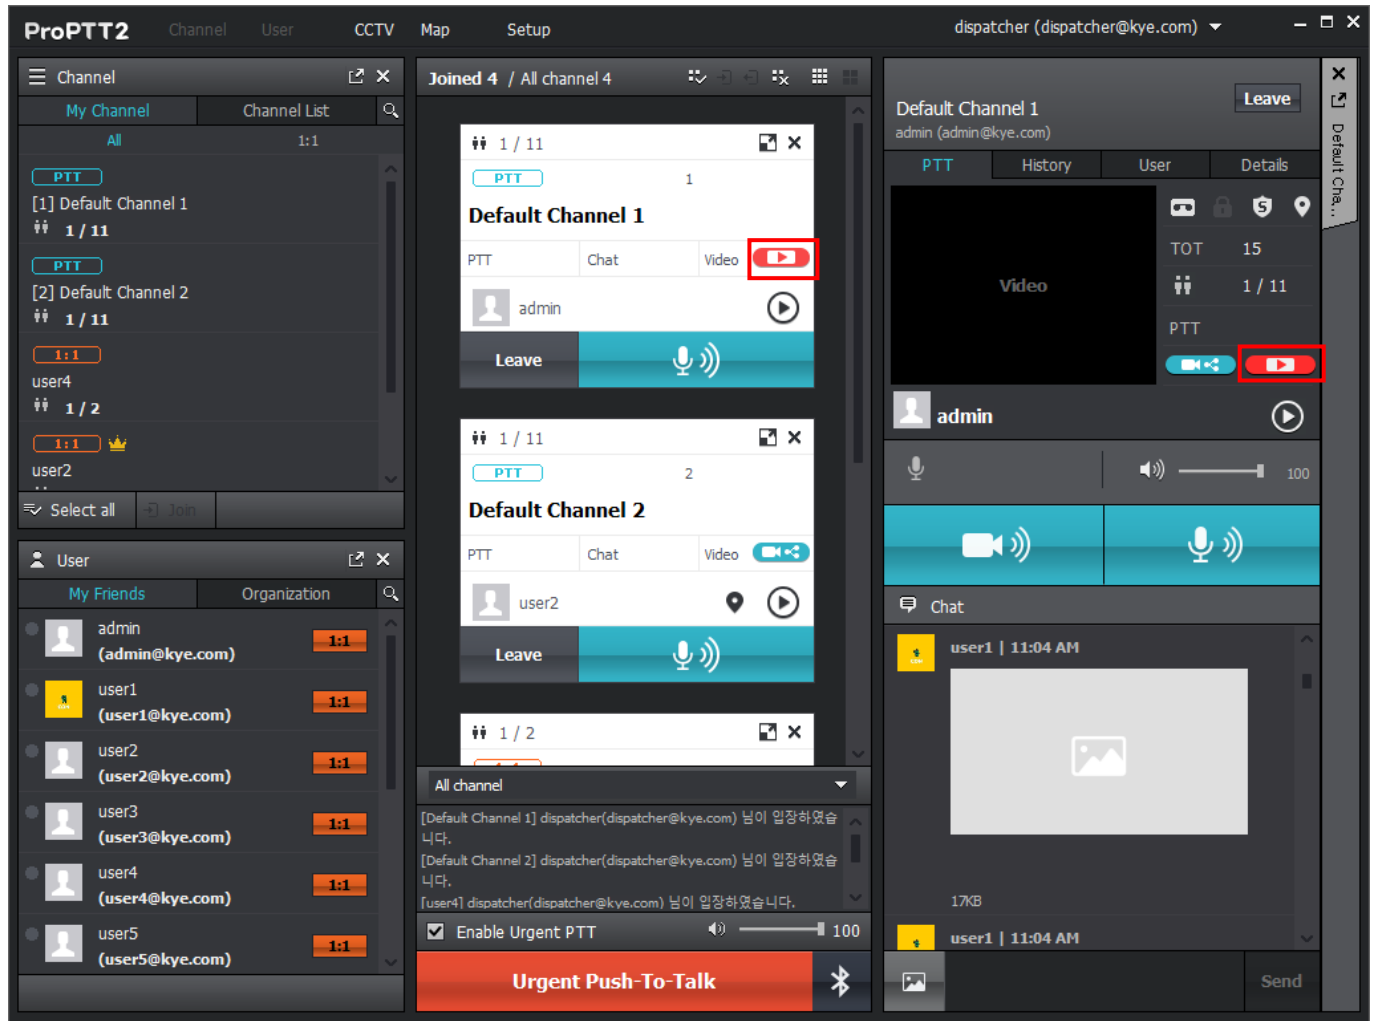 ProPTT2 Channel User CCTV Map Setup dispatcher (dispatcher@kye.com)
Channel
My Channel Channel List
All 1:1
PTT
[1] Default Channel 1
1 / 11
PTT
[2] Default Channel 2
1 / 11
1:1
user4
1 / 2
1:1
user2
Select all Join
User
My Friends Organization
admin
(admin@kye.com) 1:1
user1
(user1@kye.com) 1:1
user2
(user2@kye.com) 1:1
user3
(user3@kye.com) 1:1
user4
(user4@kye.com) 1:1
user5
(user5@kye.com) 1:1
Joined 4 / All channel 4
1 / 11
PTT 1
Default Channel 1
PTT Chat Video
admin
Leave
1 / 11
PTT 2
Default Channel 2
PTT Chat Video
user2
Leave
1 / 2
All channel
[Default Channel 1] dispatcher(dispatcher@kye.com) 님이 입장하였습
니다.
[Default Channel 2] dispatcher(dispatcher@kye.com) 님이 입장하였습
니다.
[user4] dispatcher(dispatcher@kye.com) 님이 입장하였습니다.
Enable Urgent PTT 100
Urgent Push-To-Talk
Default Channel 1 Leave
admin (admin@kye.com)
PTT History User Details
Video
S
TOT 15
1 / 11
PTT
admin
100
Chat
user1 | 11:04 AM
17KB
user1 | 11:04 AM
Send
Default Cha...